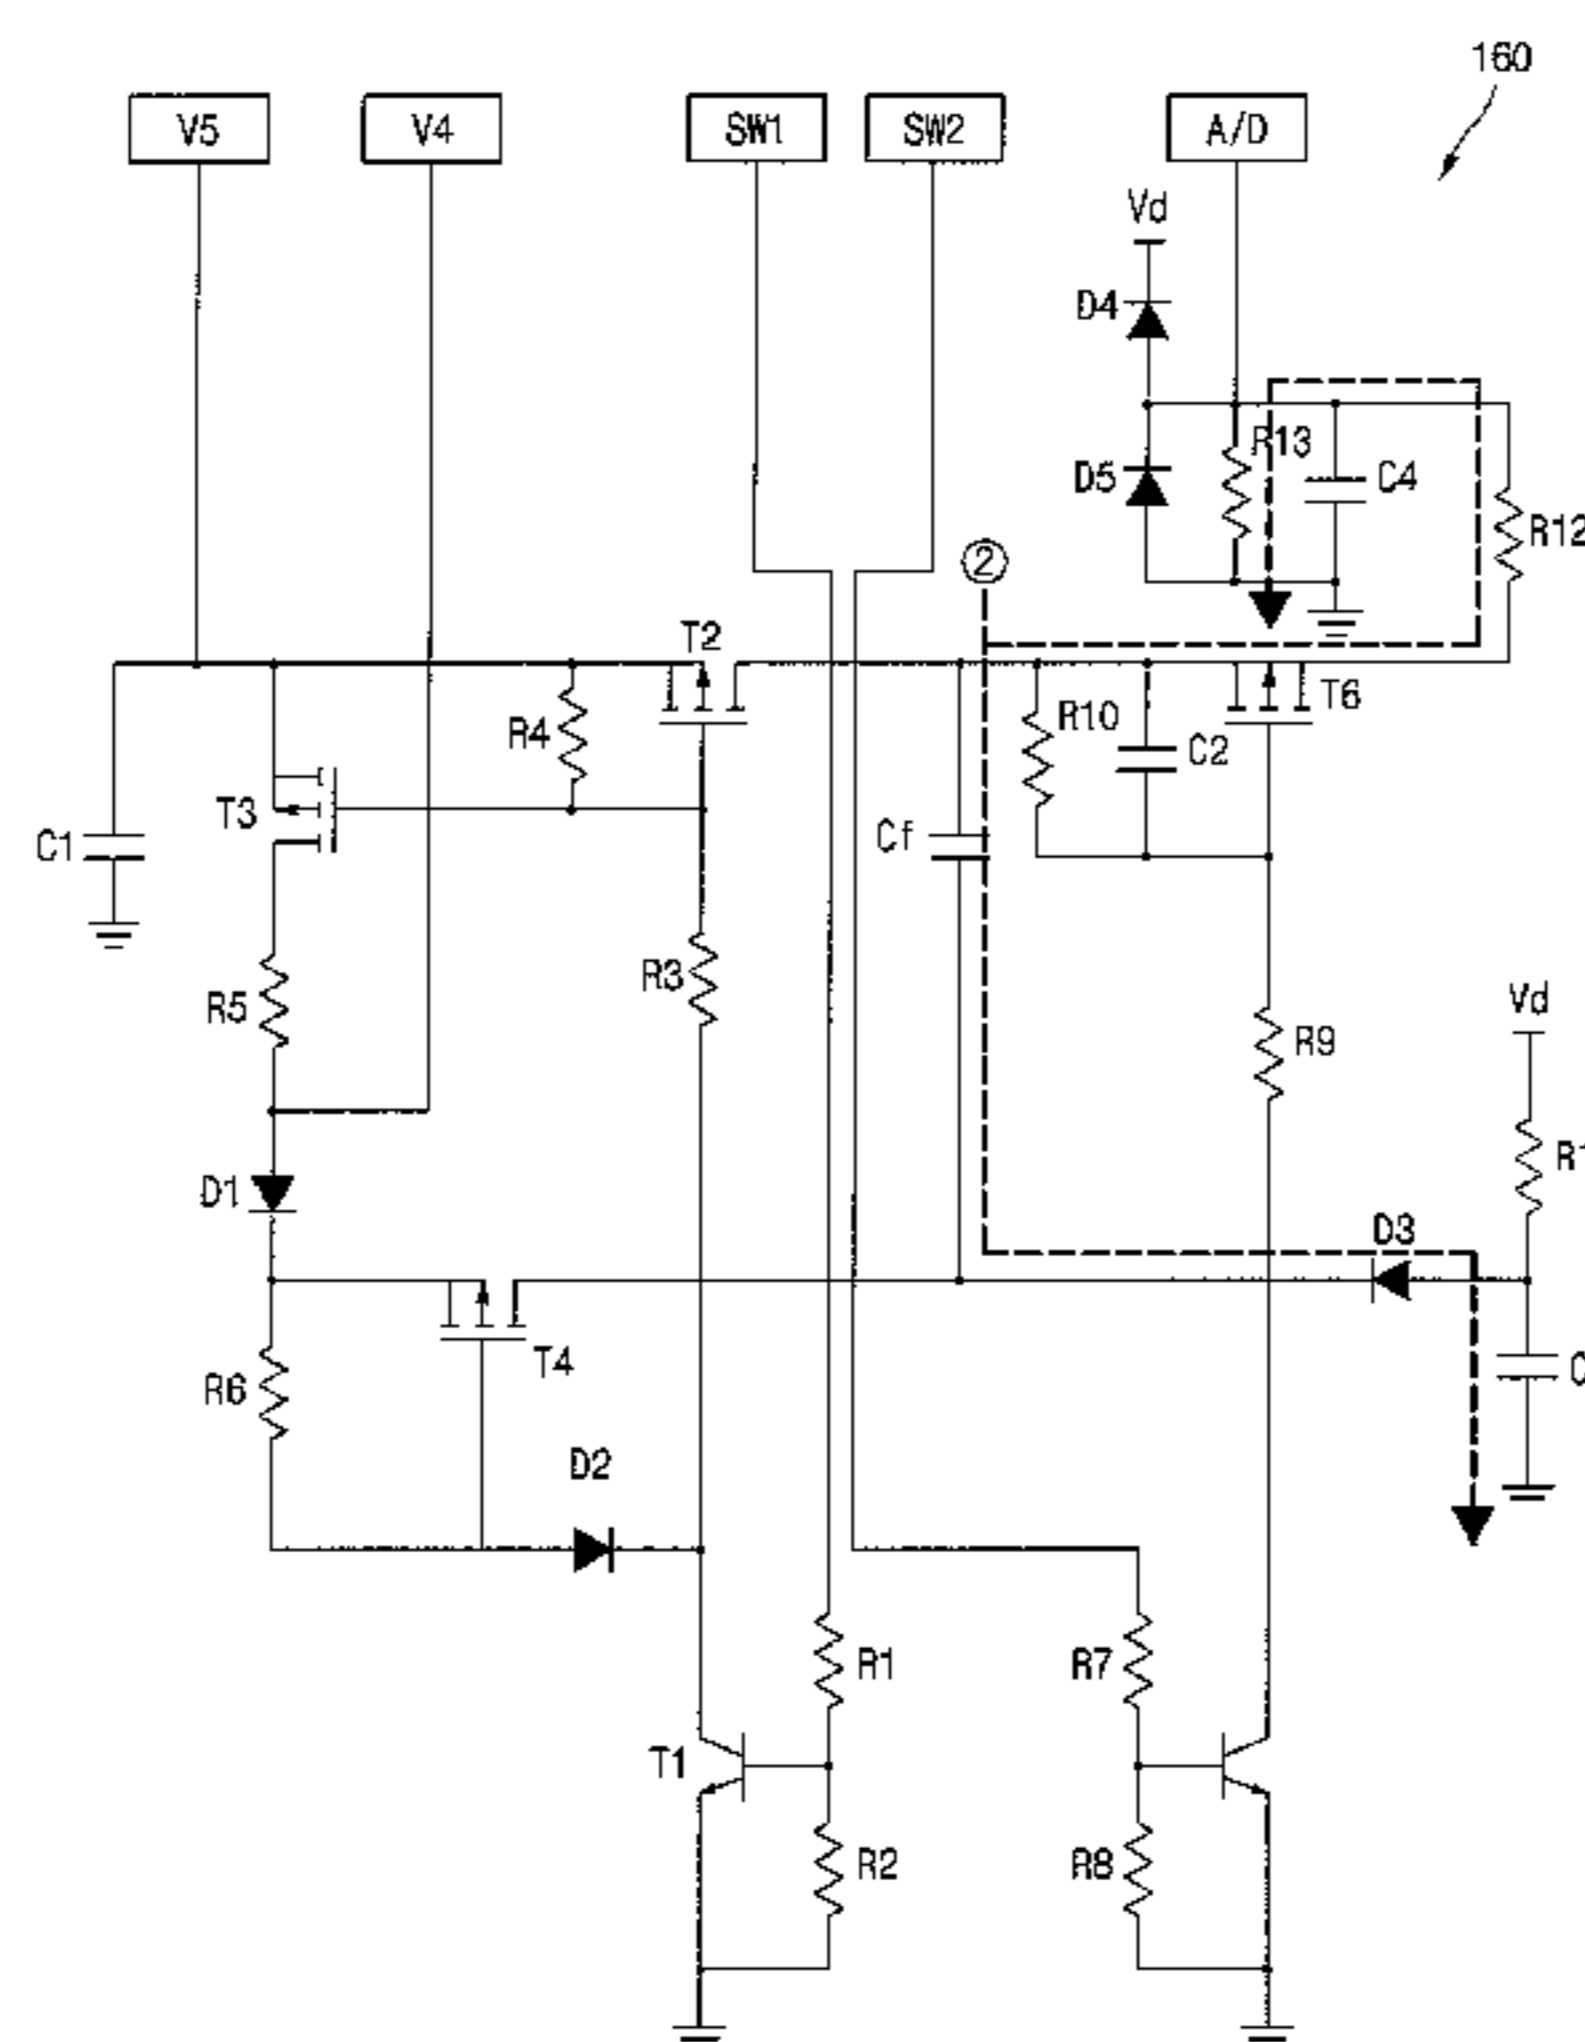 160
V5 V4 SW1 SW2 A/D
Vd
D4
R13
D5 C4
R12
②
T2
T6
R4 R10 C2
T3
C1 Cf
R3
R5 R9
Vd
D1
D3
T4
R6
D2
R1 R7
T1
R2 R8